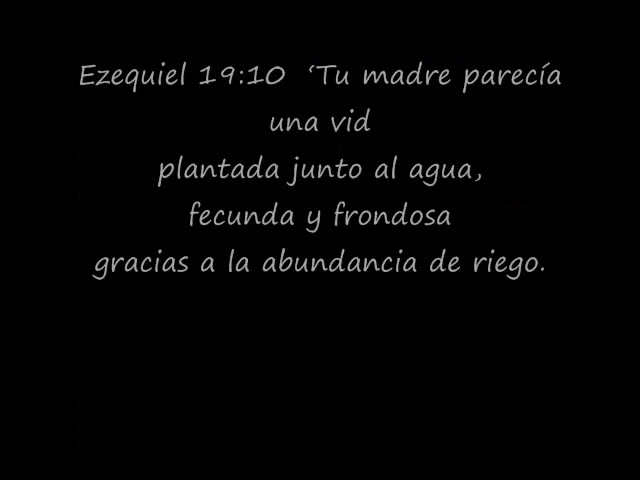 Ezequiel 19:10 ‘Tu madre parecía
una vid
plantada junto al agua,
fecunda y frondosa
gracias a la abundancia de riego.